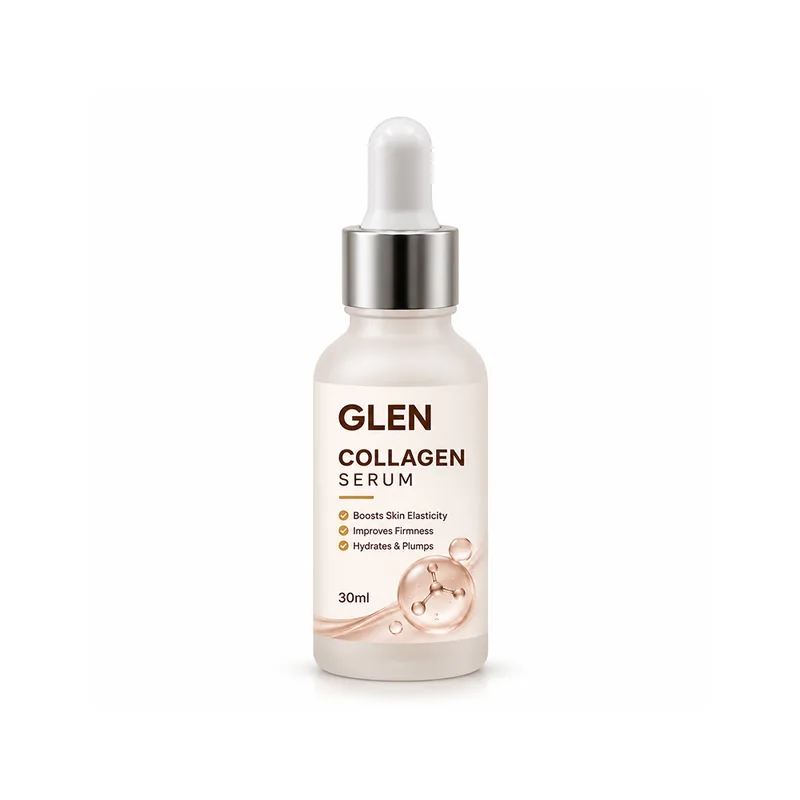 GLEN
COLLAGEN
SERUM
Boosts Skin Elasticity
Improves Firmness
Hydrates & Plumps
30ml